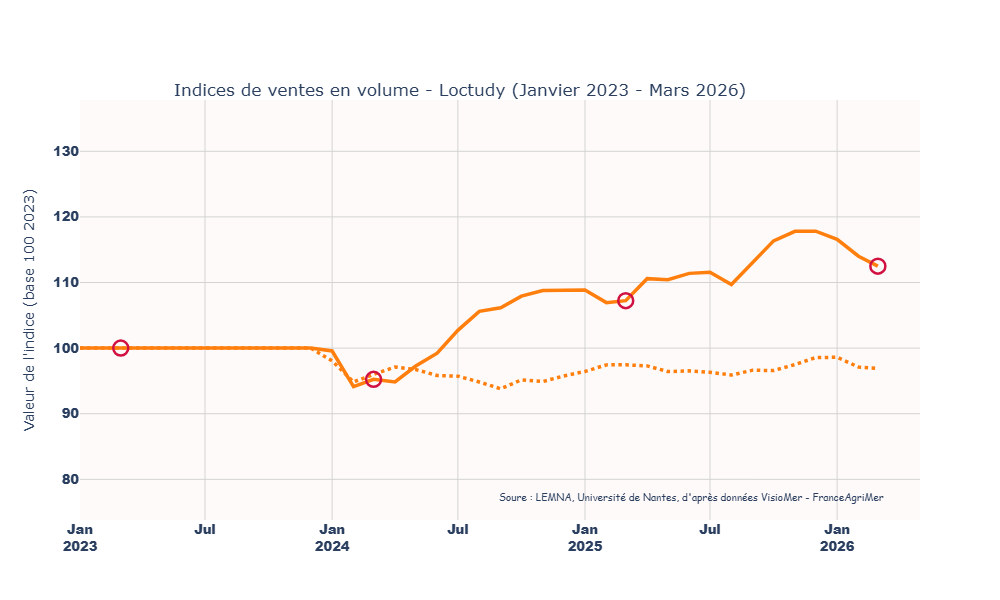 Indices de ventes en volume - Loctudy (Janvier 2023 - Mars 2026)
Valeur de l'indice (base 100 2023)
130
120
110
100
90
80
Soure : LEMNA, Université de Nantes, d'après données VisioMer - FranceAgriMer
Jan
2023
Jul
Jan
2024
Jul
Jan
2025
Jul
Jan
2026